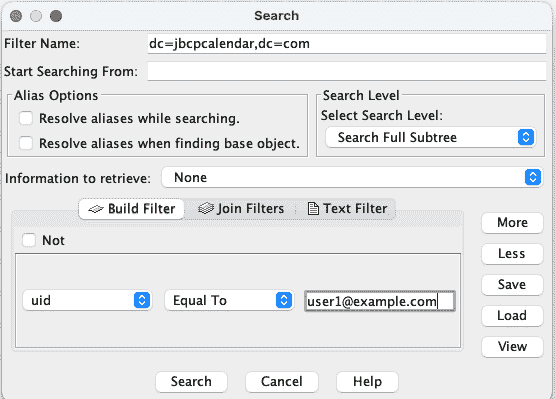 Search
Filter Name: dc=jbcpcalendar,dc=com
Start Searching From:
Alias Options
Resolve aliases while searching.
Resolve aliases when finding base object.
Search Level
Select Search Level:
Search Full Subtree
Information to retrieve: None
Build Filter Join Filters Text Filter
Not
uid Equal To user1@example.com
More
Less
Save
Load
View
Search Cancel Help